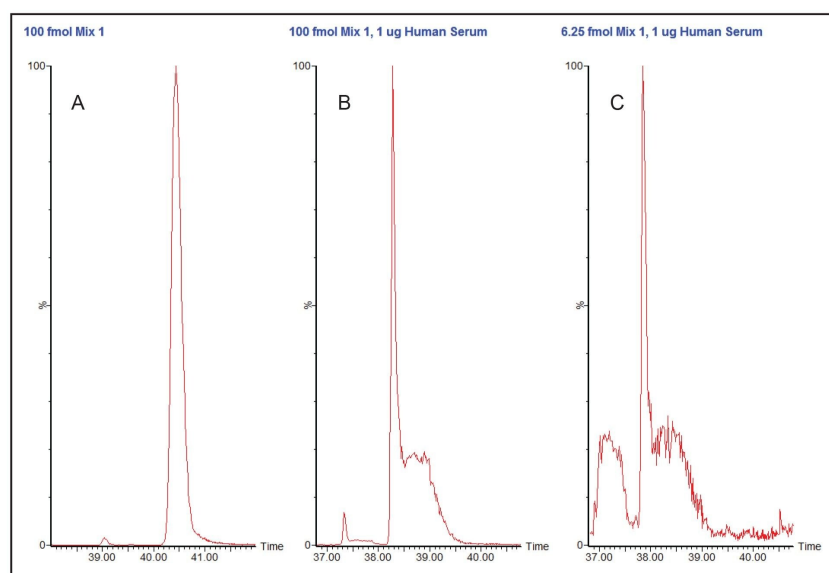 100 fmol Mix 1
100
A
%
0
39.00 40.00 41.00 Time
100 fmol Mix 1, 1 ug Human Serum
100
B
%
0
37.00 38.00 39.00 40.00 Time
6.25 fmol Mix 1, 1 ug Human Serum
100
C
%
0
37.00 38.00 39.00 40.00 Time